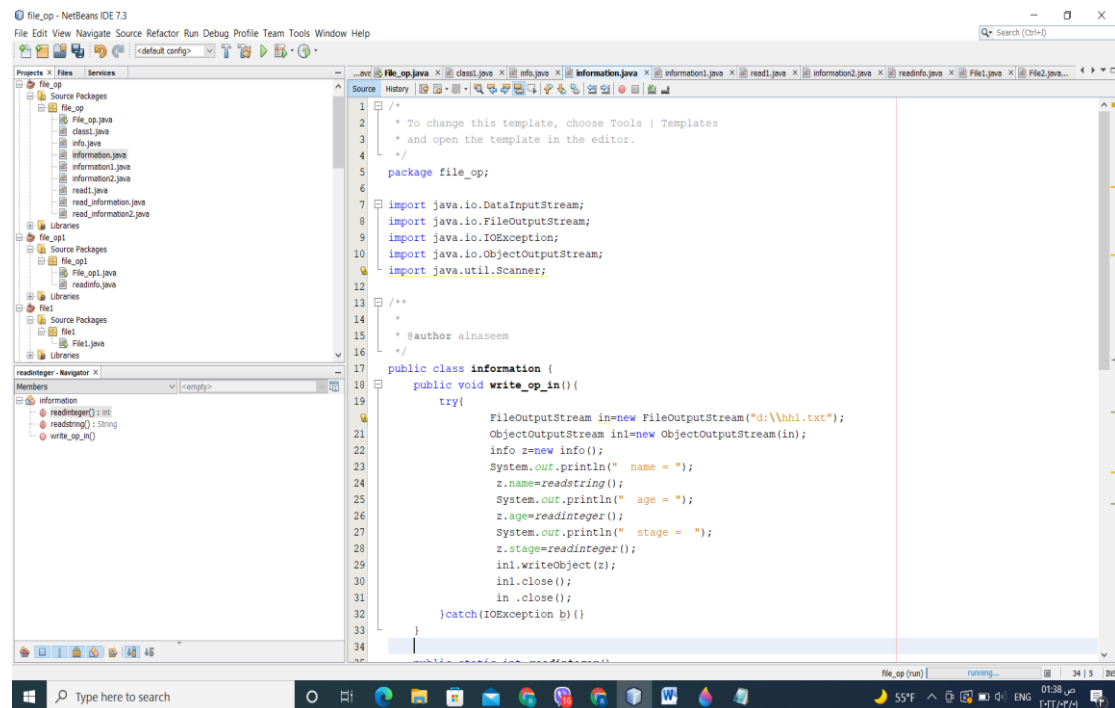 file_op - NetBeans IDE 7.3
File Edit View Navigate Source Refactor Run Debug Profile Team Tools Window Help
Search (Ctrl+I)
<default config>
Projects Files Services
file_op
Source Packages
file_op
File_op.java
class1.java
info.java
information.java
information1.java
information2.java
read1.java
read_information.java
read_information2.java
Libraries
file_op1
Source Packages
file_op1
File_op1.java
readinfo.java
Libraries
file1
Source Packages
file1
File1.java
Libraries
readinteger - Navigator
Members <empty>
information
readinteger() : int
readstring() : String
write_op_in()
File_op.java class1.java info.java information.java information1.java read1.java information2.java readinfo.java File1.java File2.java...
Source History
1 /*
2 * To change this template, choose Tools | Templates
3 * and open the template in the editor.
4 */
5 package file_op;
6
7 import java.io.DataInputStream;
8 import java.io.FileOutputStream;
9 import java.io.IOException;
10 import java.io.ObjectOutputStream;
import java.util.Scanner;
12
13 /**
14 *
15 * @author alnaseem
16 */
17 public class information {
18 public void write_op_in(){
19 try{
FileOutputStream in=new FileOutputStream("d:\\hh1.txt");
21 ObjectOutputStream in1=new ObjectOutputStream(in);
22 info z=new info();
23 System.out.println("  name = ");
24 z.name=readstring();
25 System.out.println("  age = ");
26 z.age=readinteger();
27 System.out.println("  stage =  ");
28 z.stage=readinteger();
29 in1.writeObject(z);
30 in1.close();
31 in .close();
32 }catch(IOException b){}
33 }
34
file_op (run) running... 34 | 5 INS
Type here to search
55°F ENG 01:38 ص